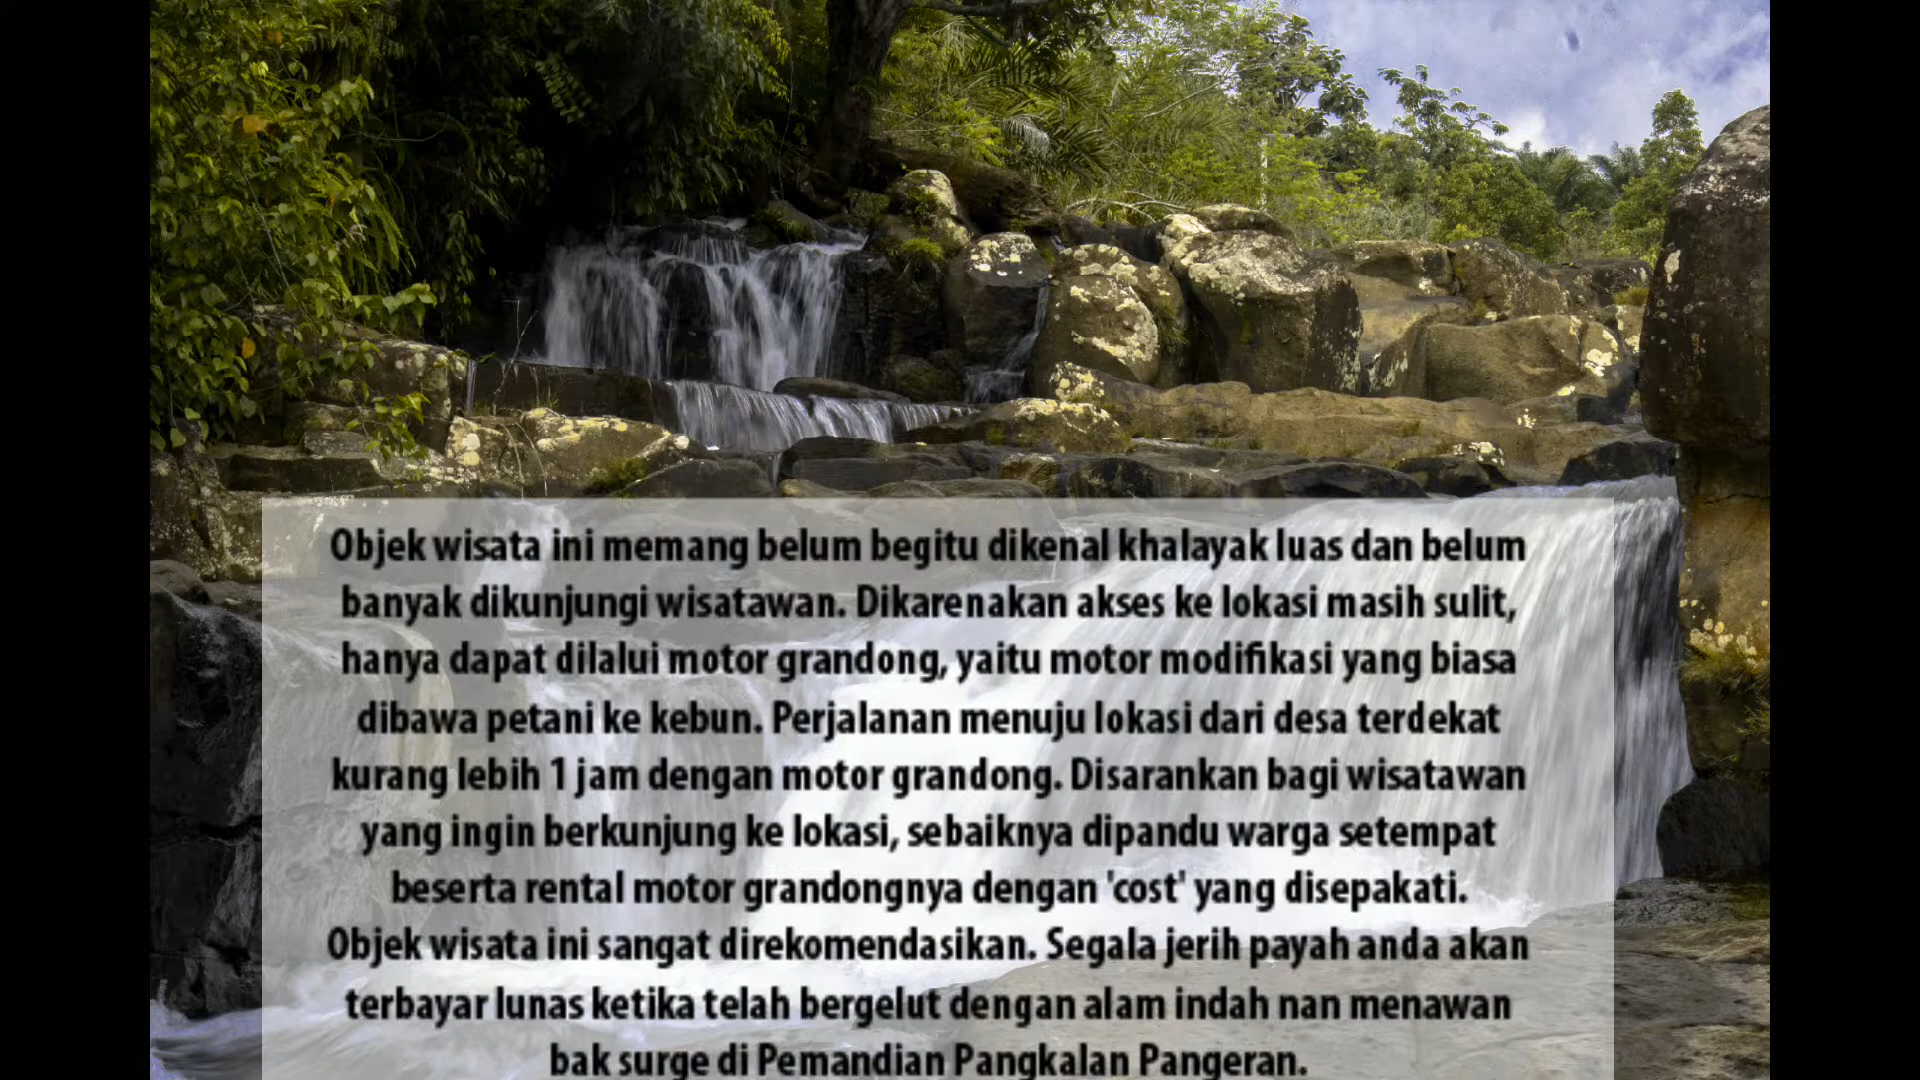 Objek wisata ini memang belum begitu dikenal khalayak luas dan belum
banyak dikunjungi wisatawan. Dikarenakan akses ke lokasi masih sulit,
hanya dapat dilalui motor grandong, yaitu motor modifikasi yang biasa
dibawa petani ke kebun. Perjalanan menuju lokasi dari desa terdekat
kurang lebih 1 jam dengan motor grandong. Disarankan bagi wisatawan
yang ingin berkunjung ke lokasi, sebaiknya dipandu warga setempat
beserta rental motor grandongnya dengan 'cost' yang disepakati.
Objek wisata ini sangat direkomendasikan. Segala jerih payah anda akan
terbayar lunas ketika telah bergelut dengan alam indah nan menawan
bak surge di Pemandian Pangkalan Pangeran.